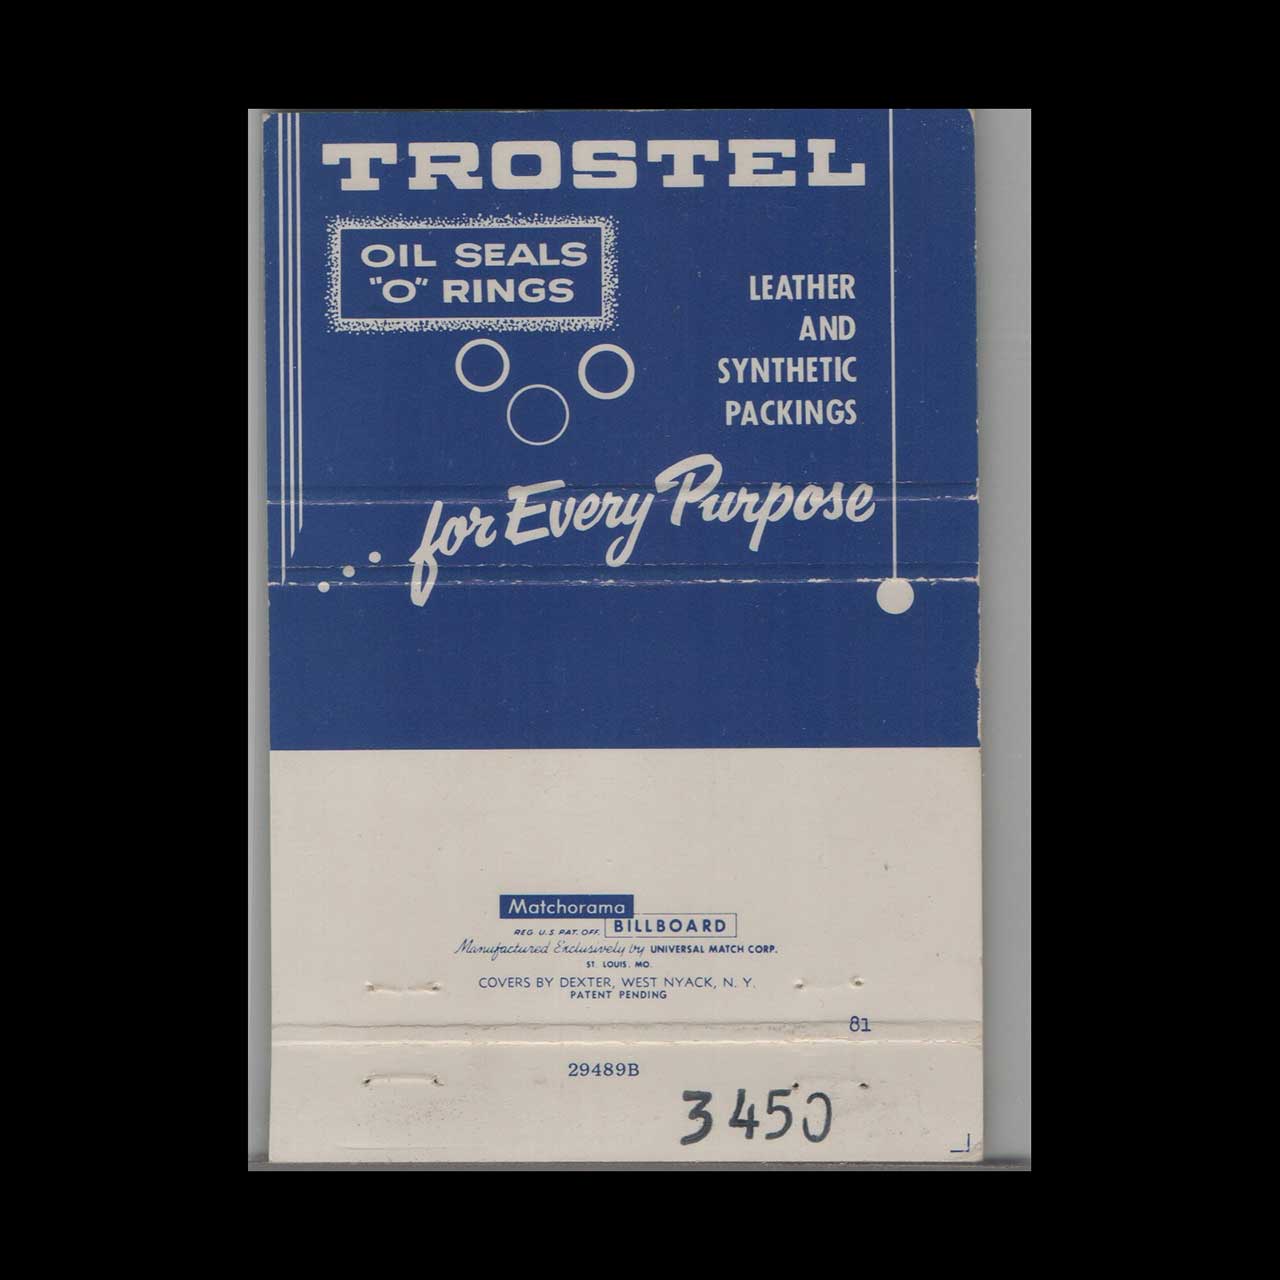 TROSTEL
OIL SEALS
"O" RINGS
LEATHER
AND
SYNTHETIC
PACKINGS
for Every Purpose
Matchorama
REG. U.S. PAT. OFF. BILLBOARD
Manufactured Exclusively by UNIVERSAL MATCH CORP.
ST. LOUIS, MO.
COVERS BY DEXTER, WEST NYACK, N. Y.
PATENT PENDING
81
29489B
3450